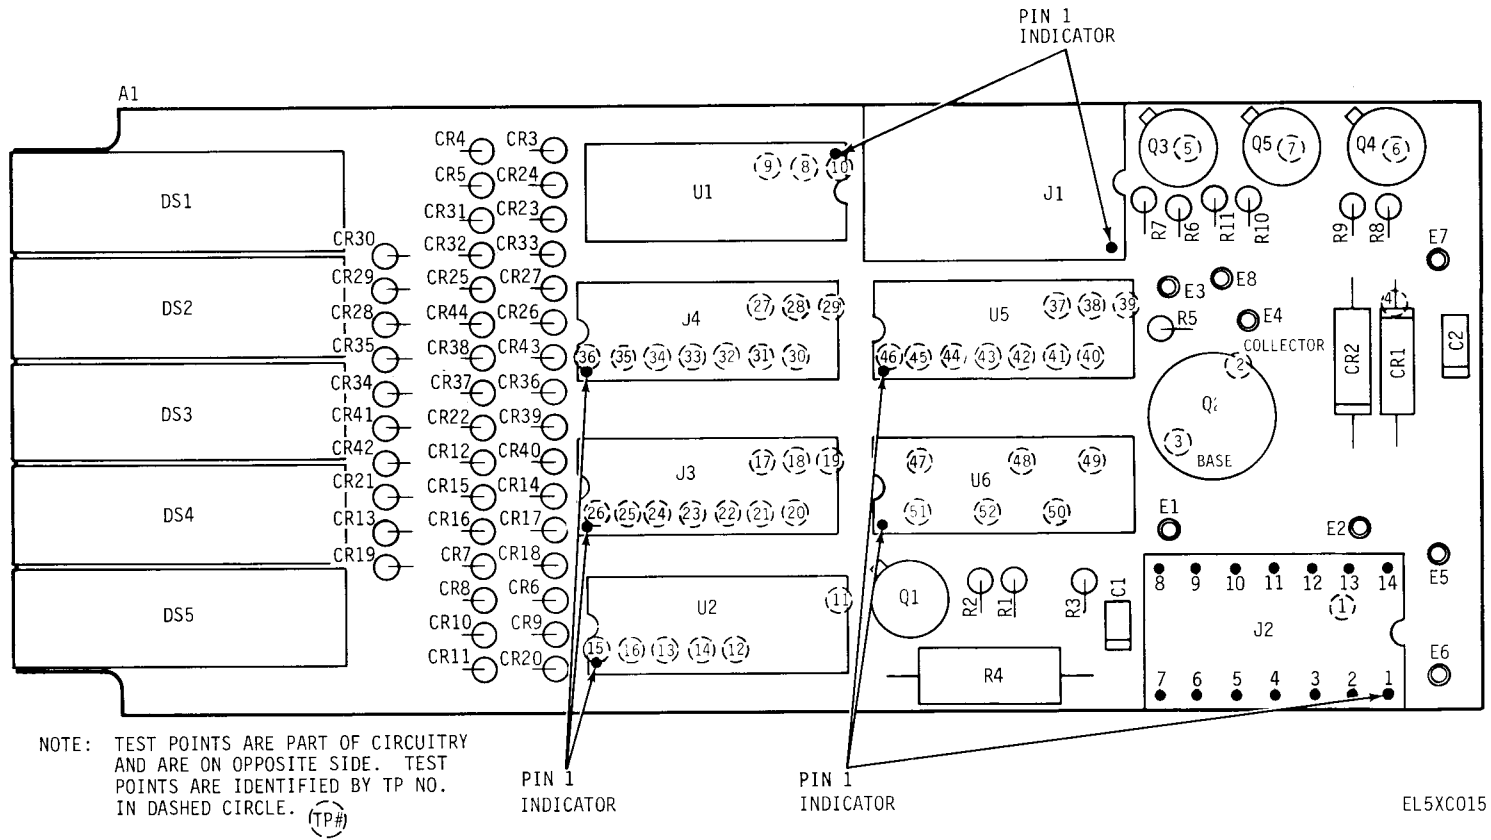 PIN 1
INDICATOR
A1
CR4 CR3
CR5 CR24
CR31 CR23
CR30 CR32 CR33
CR29 CR25 CR27
CR28 CR44 CR26
CR35 CR38 CR43
CR34 CR37 CR36
CR41 CR22 CR39
CR42 CR12 CR40
CR21 CR15 CR14
CR13 CR16 CR17
CR19 CR7 CR18
CR8 CR6
CR10 CR9
CR11 CR20
DS1
DS2
DS3
DS4
DS5
9 8 10
U1
J1
Q3 5 Q5 7 Q4 6
R7 R6 R11 R10 R9 R8
E7
E3 E8
E4
R5
COLLECTOR
2
3
BASE
CR2 CR1 C2
4
27 28 29
J4
36 35 34 33 32 31 30
37 38 39
U5
46 45 44 43 42 41 40
17 18 19
J3
26 25 24 23 22 21 20
47 48 49
U6
51 52 50
E1 E2
E5
E6
11
U2
15 16 13 14 12
Q1
R2 R1 R3 C1
R4
8 9 10 11 12 13 14
1
J2
7 6 5 4 3 2 1
NOTE: TEST POINTS ARE PART OF CIRCUITRY
AND ARE ON OPPOSITE SIDE. TEST
POINTS ARE IDENTIFIED BY TP NO.
IN DASHED CIRCLE. TP#
PIN 1
INDICATOR
PIN 1
INDICATOR
EL5XC015